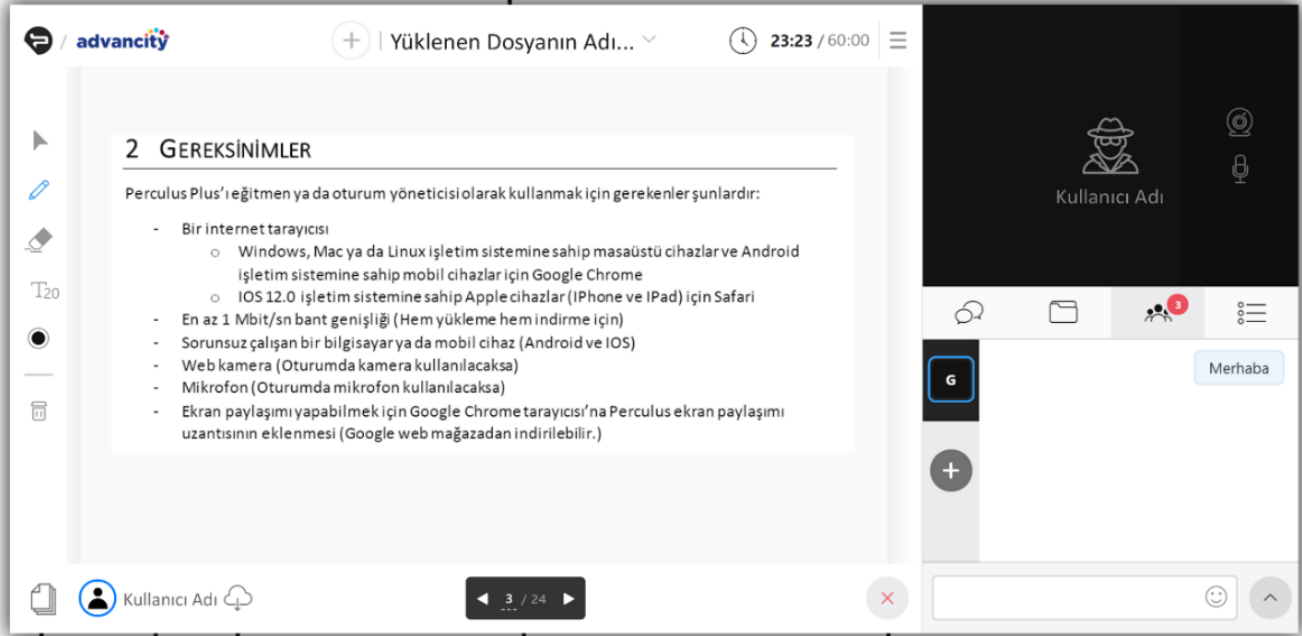 / advancity
+ | Yüklenen Dosyanın Adı...
23:23 / 60:00
T20
2 GEREKSİNİMLER
Perculus Plus'ı eğitmen ya da oturum yöneticisi olarak kullanmak için gerekenler şunlardır:
- Bir internet tarayıcısı
o Windows, Mac ya da Linux işletim sistemine sahip masaüstü cihazlar ve Android
işletim sistemine sahip mobil cihazlar için Google Chrome
o IOS 12.0 işletim sistemine sahip Apple cihazlar (IPhone ve IPad) için Safari
- En az 1 Mbit/sn bant genişliği (Hem yükleme hem indirme için)
- Sorunsuz çalışan bir bilgisayar ya da mobil cihaz (Android ve IOS)
- Web kamera (Oturumda kamera kullanılacaksa)
- Mikrofon (Oturumda mikrofon kullanılacaksa)
- Ekran paylaşımı yapabilmek için Google Chrome tarayıcısı'na Perculus ekran paylaşımı
uzantısının eklenmesi (Google web mağazadan indirilebilir.)
Kullanıcı Adı
3 / 24
Kullanıcı Adı
3
G
Merhaba
+